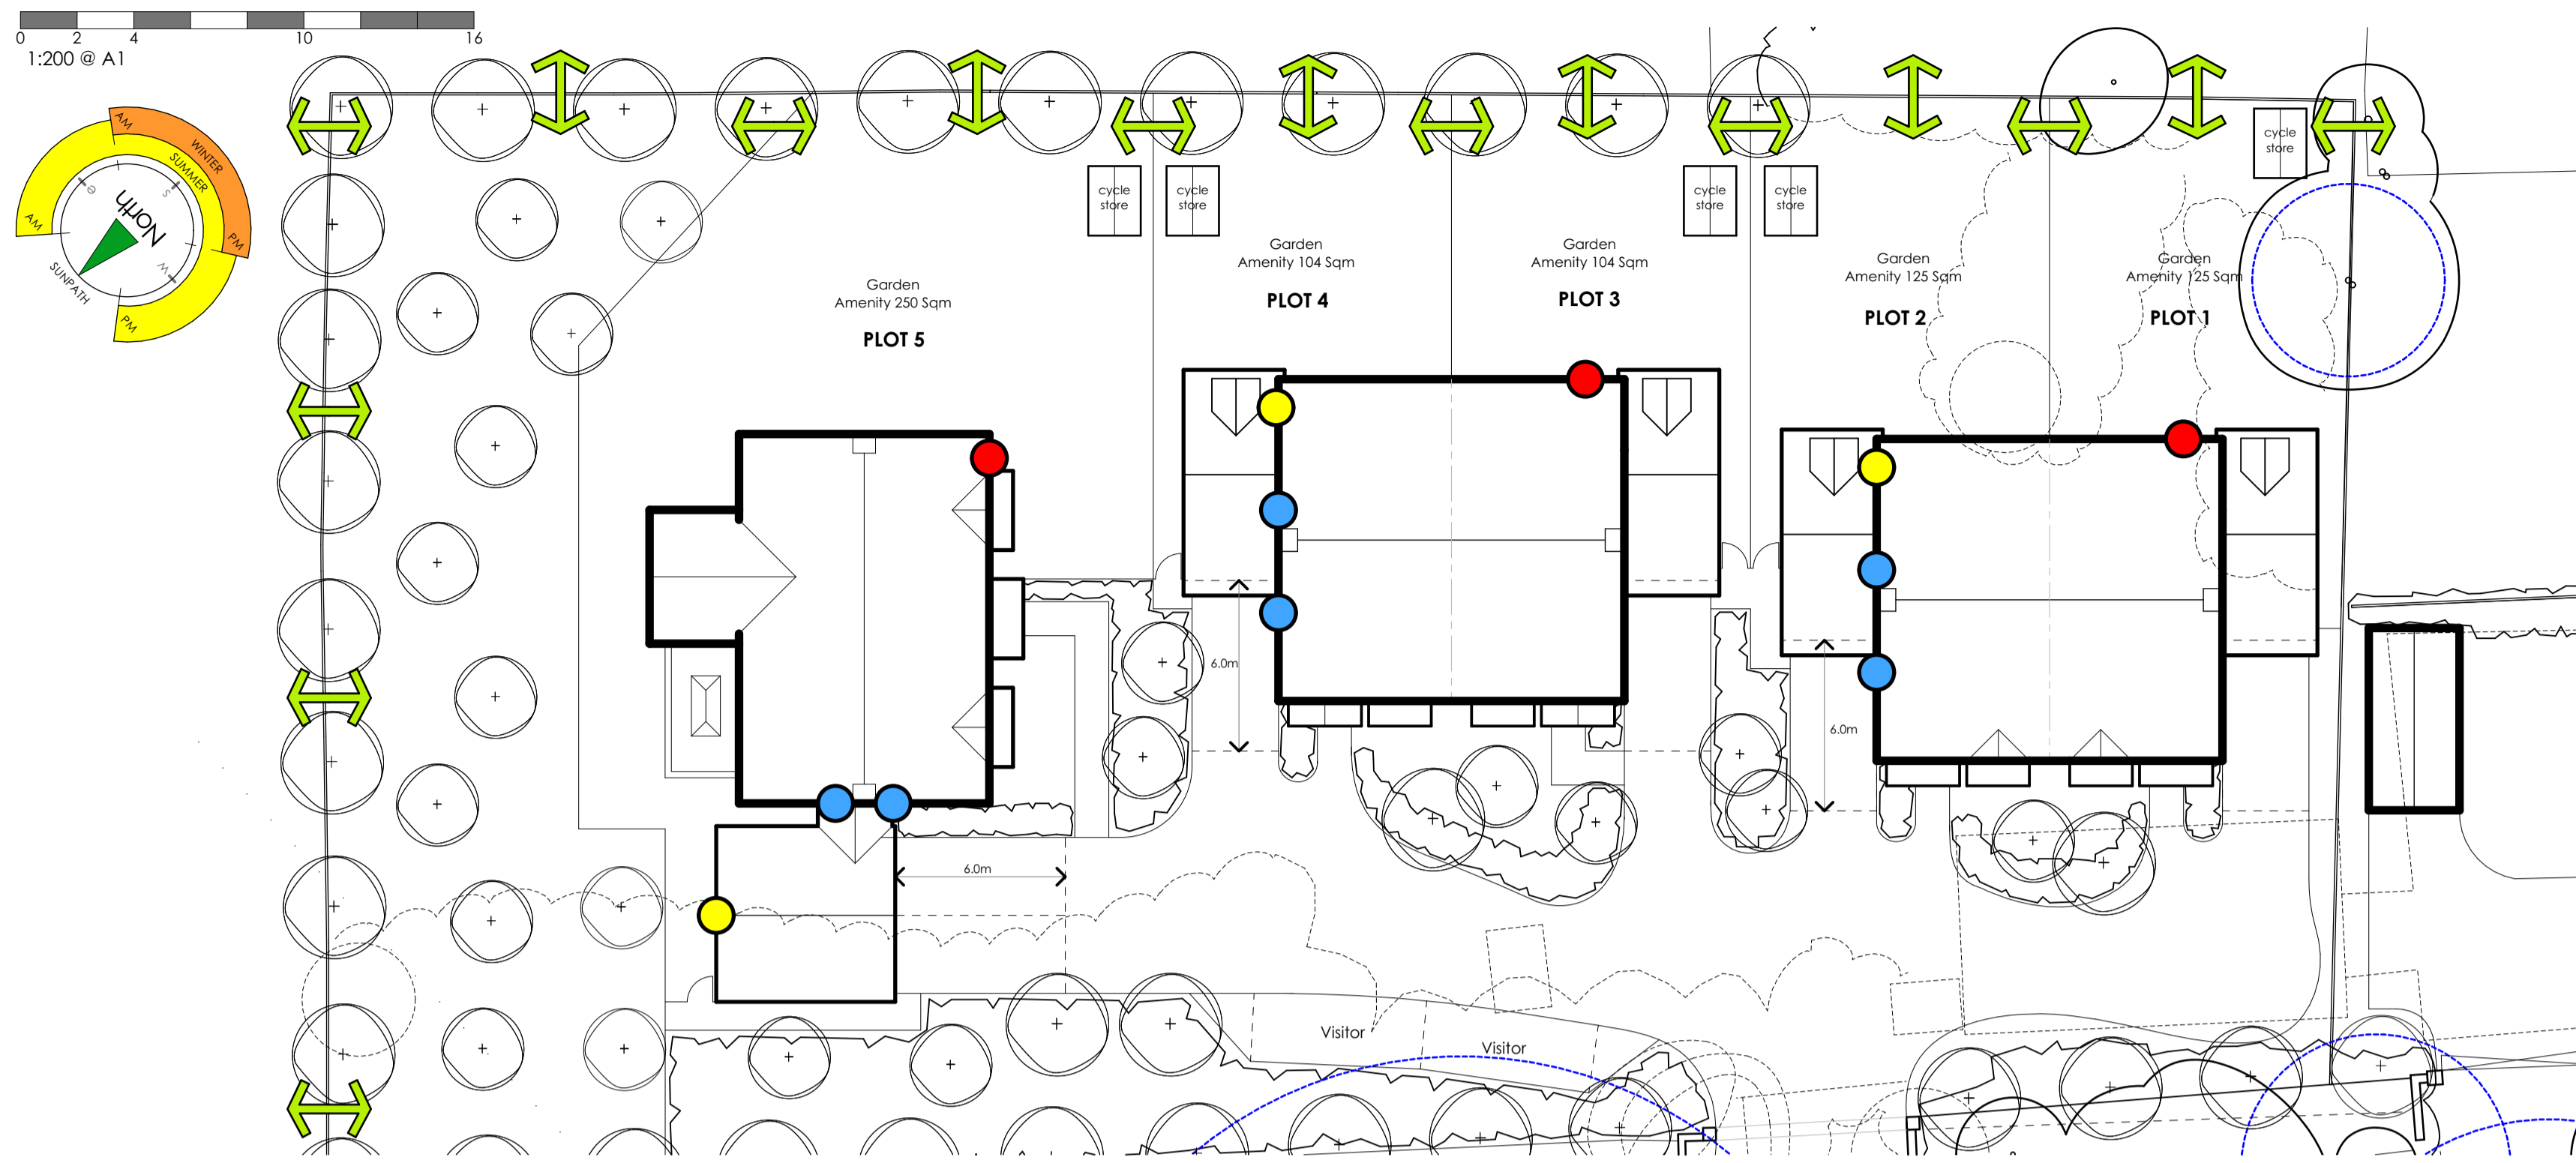 0 2 4 10 16
1:200 @ A1
AM
WINTER
SUMMER
AM
PM
PM
North
S
e
W
SUNPATH
cycle
store
cycle
store
cycle
store
cycle
store
cycle
store
Garden
Amenity 250 Sqm
PLOT 5
Garden
Amenity 104 Sqm
PLOT 4
Garden
Amenity 104 Sqm
PLOT 3
Garden
Amenity 125 Sqm
PLOT 2
Garden
Amenity 125 Sqm
PLOT 1
6.0m
6.0m
6.0m
Visitor
Visitor